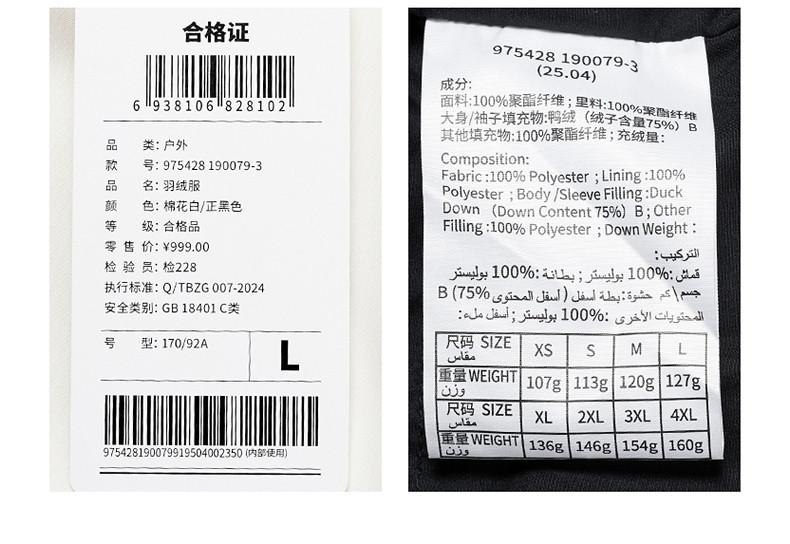 合格证
6 938106 828102
品 类: 户外
款 号: 975428 190079-3
品 名: 羽绒服
颜 色: 棉花白/正黑色
等 级: 合格品
零 售 价: ¥999.00
检 验 员: 检228
执行标准: Q/TBZG 007-2024
安全类别: GB 18401 C类
号 型: 170/92A
L
975428190079919504002350 (内部使用)
975428 190079-3
(25.04)
成分:
面料:100%聚酯纤维 ; 里料:100%聚酯纤维
大身/袖子填充物:鸭绒 (绒子含量75%) B
其他填充物:100%聚酯纤维 ; 充绒量:
Composition:
Fabric :100% Polyester ; Lining :100%
Polyester ; Body /Sleeve Filling :Duck
Down (Down Content 75%) B ; Other
Filling :100% Polyester ; Down Weight :
التركيب:
قماش: 100% بوليستر ; بطانة: 100% بوليستر
جسم\كم حشوة: بطة أسفل ( أسفل المحتوى 75%) B
المحتويات الأخرى: 100% بوليستر ; أسفل ملء:
尺码 SIZE مقاس XS S M L
重量 WEIGHT وزن 107g 113g 120g 127g
尺码 SIZE مقاس XL 2XL 3XL 4XL
重量 WEIGHT وزن 136g 146g 154g 160g